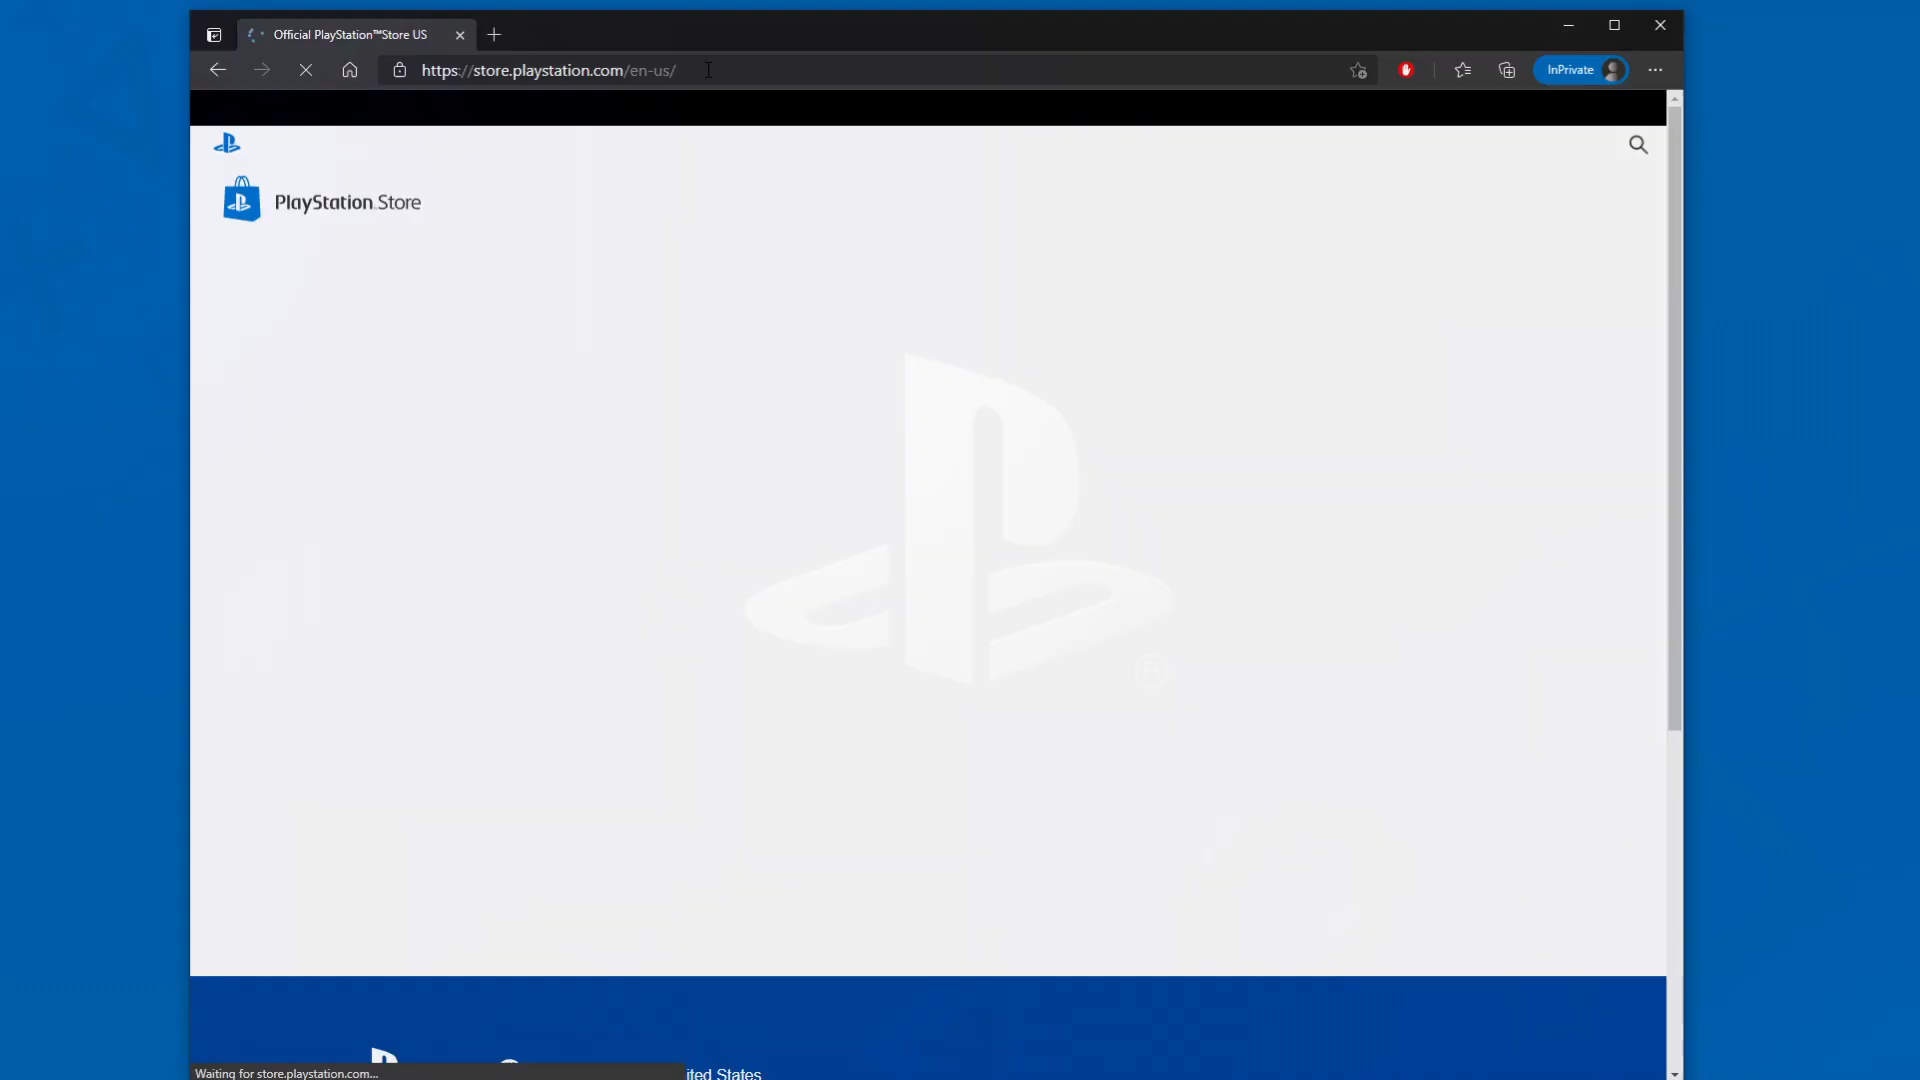 Official PlayStation™Store US
https://store.playstation.com/en-us/
InPrivate
PlayStation Store
®
Waiting for store.playstation.com...
ited States